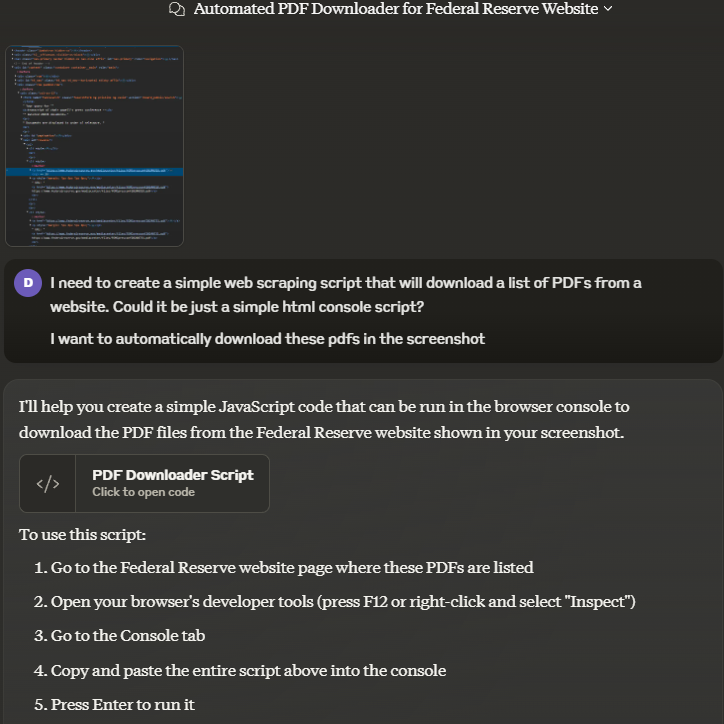 Automated PDF Downloader for Federal Reserve Website
D
I need to create a simple web scraping script that will download a list of PDFs from a
website. Could it be just a simple html console script?
I want to automatically download these pdfs in the screenshot
I'll help you create a simple JavaScript code that can be run in the browser console to
download the PDF files from the Federal Reserve website shown in your screenshot.
</>
PDF Downloader Script
Click to open code
To use this script:
1. Go to the Federal Reserve website page where these PDFs are listed
2. Open your browser's developer tools (press F12 or right-click and select "Inspect")
3. Go to the Console tab
4. Copy and paste the entire script above into the console
5. Press Enter to run it